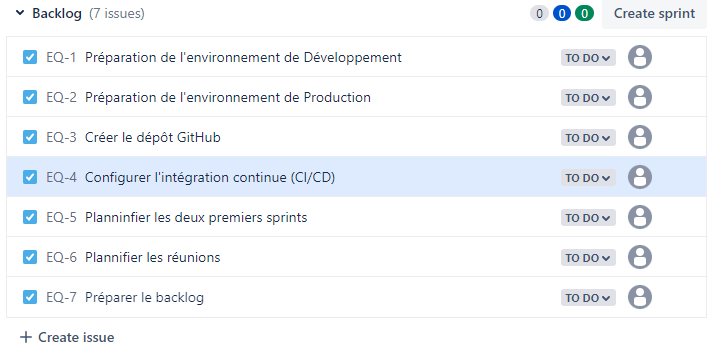 Backlog (7 issues) 0 0 0 Create sprint
EQ-1 Préparation de l'environnement de Développement TO DO
EQ-2 Préparation de l'environnement de Production TO DO
EQ-3 Créer le dépôt GitHub TO DO
EQ-4 Configurer l'intégration continue (CI/CD) TO DO
EQ-5 Planninfier les deux premiers sprints TO DO
EQ-6 Plannifier les réunions TO DO
EQ-7 Préparer le backlog TO DO
+ Create issue